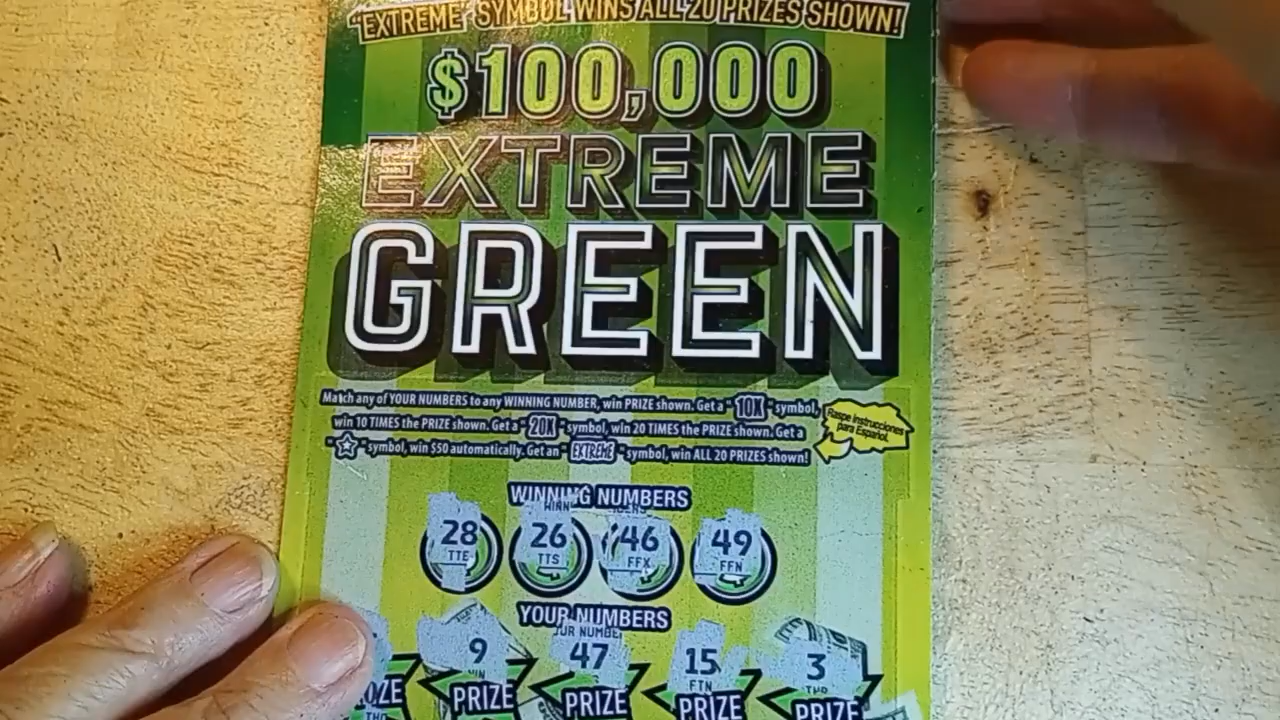 "EXTREME" SYMBOL WINS ALL 20 PRIZES SHOWN!
$100,000
EXTREME
GREEN
Match any of YOUR NUMBERS to any WINNING NUMBER, win PRIZE shown. Get a "10X" symbol,
win 10 TIMES the PRIZE shown. Get a "20X" symbol, win 20 TIMES the PRIZE shown. Get a
"☆" symbol, win $50 automatically. Get an "EXTREME" symbol, win ALL 20 PRIZES shown!
Raspe Instrucciones
para Español.
WINNING NUMBERS
28 26 46 49
TTE TTS FFX FFN
YOUR NUMBERS
9 47 15 3
FTN
PRIZE PRIZE PRIZE PRIZE